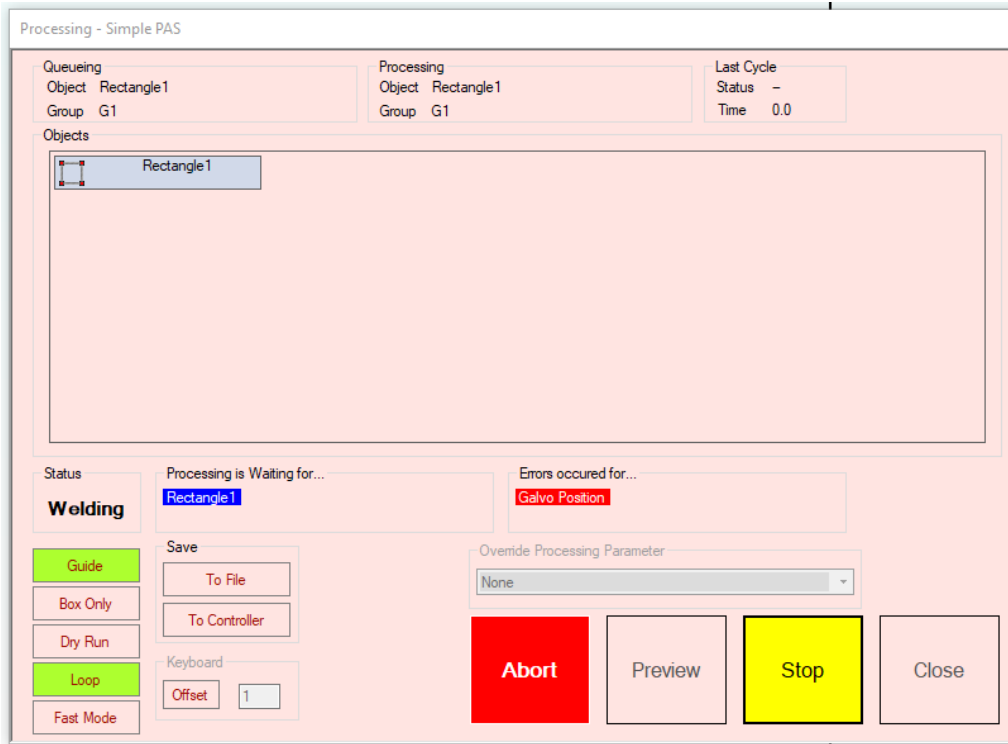 Processing - Simple PAS
Queueing
Object Rectangle1
Group G1
Processing
Object Rectangle1
Group G1
Last Cycle
Status –
Time 0.0
Objects
Rectangle1
Status
Welding
Processing is Waiting for...
Rectangle1
Errors occured for...
Galvo Position
Guide
Box Only
Dry Run
Loop
Fast Mode
Save
To File
To Controller
Keyboard
Offset 1
Override Processing Parameter
None
Abort
Preview
Stop
Close